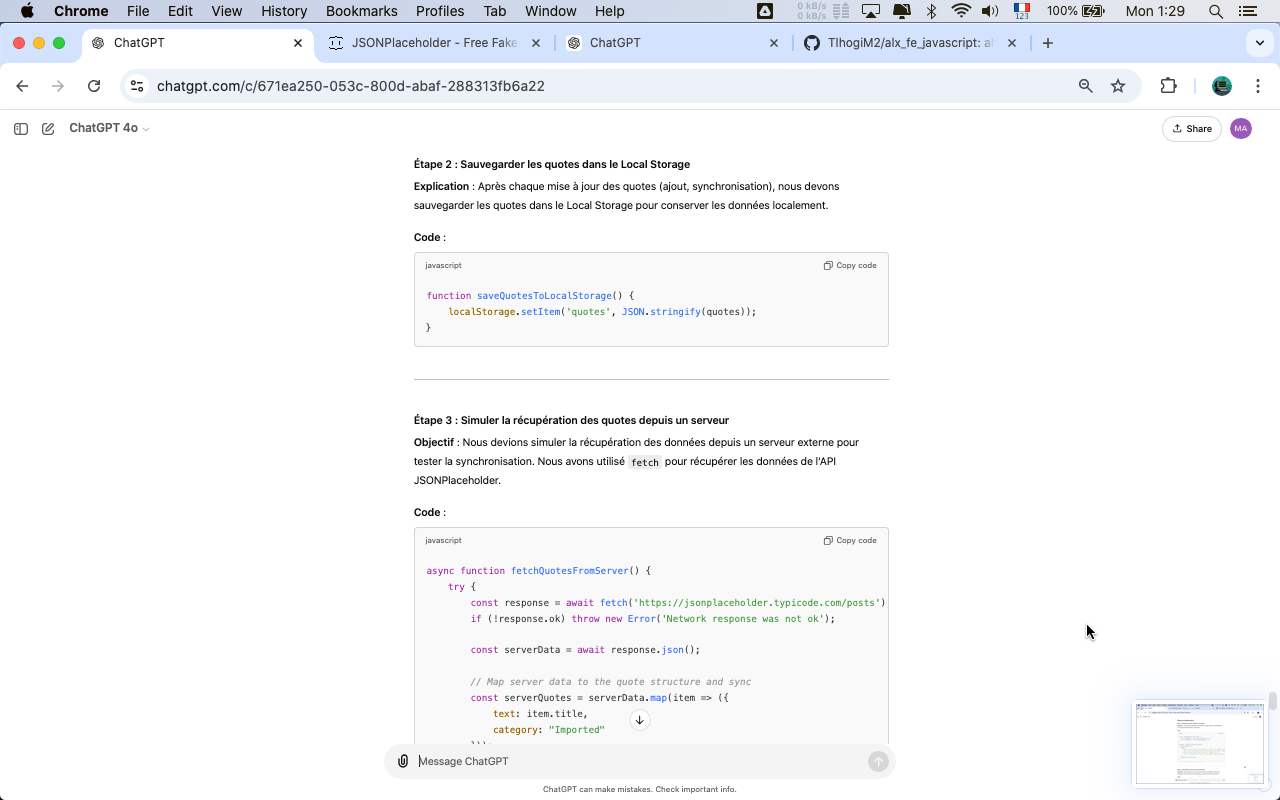 Chrome File Edit View History Bookmarks Profiles Tab Window Help
0 kB/s
0 kB/s
123
100%
Mon 1:29
ChatGPT
JSONPlaceholder - Free Fake
ChatGPT
TlhogiM2/alx_fe_javascript: al
chatgpt.com/c/671ea250-053c-800d-abaf-288313fb6a22
ChatGPT 4o
Share
MA
Étape 2 : Sauvegarder les quotes dans le Local Storage
Explication : Après chaque mise à jour des quotes (ajout, synchronisation), nous devons
sauvegarder les quotes dans le Local Storage pour conserver les données localement.
Code :
javascript
Copy code
function saveQuotesToLocalStorage() {
localStorage.setItem('quotes', JSON.stringify(quotes));
}
Étape 3 : Simuler la récupération des quotes depuis un serveur
Objectif : Nous devions simuler la récupération des données depuis un serveur externe pour
tester la synchronisation. Nous avons utilisé fetch pour récupérer les données de l'API
JSONPlaceholder.
Code :
javascript
Copy code
async function fetchQuotesFromServer() {
try {
const response = await fetch('https://jsonplaceholder.typicode.com/posts')
if (!response.ok) throw new Error('Network response was not ok');
const serverData = await response.json();
// Map server data to the quote structure and sync
const serverQuotes = serverData.map(item => ({
text: item.title,
category: "Imported"
}));
Message ChatGPT
ChatGPT can make mistakes. Check important info.